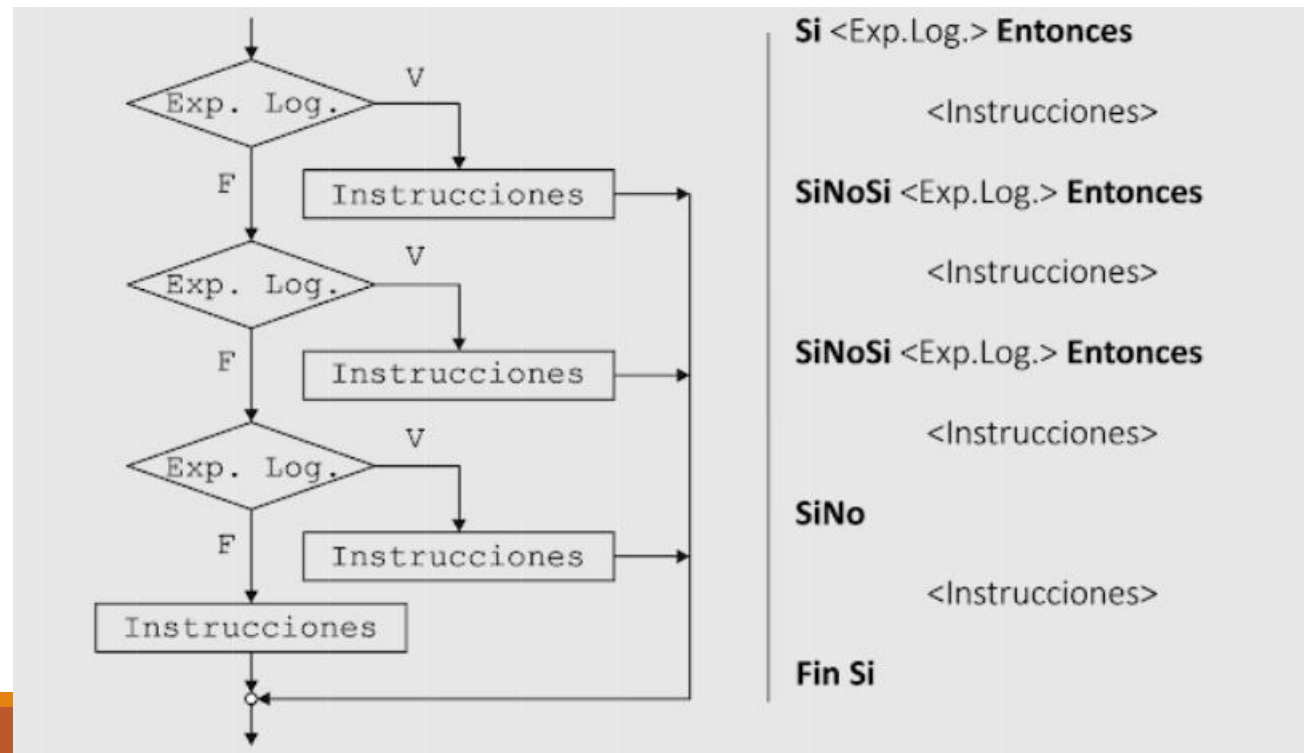 Exp. Log.
V
F
Instrucciones
Exp. Log.
V
F
Instrucciones
Exp. Log.
V
F
Instrucciones
Instrucciones
Si <Exp.Log.> Entonces
<Instrucciones>
SiNoSi <Exp.Log.> Entonces
<Instrucciones>
SiNoSi <Exp.Log.> Entonces
<Instrucciones>
SiNo
<Instrucciones>
Fin Si